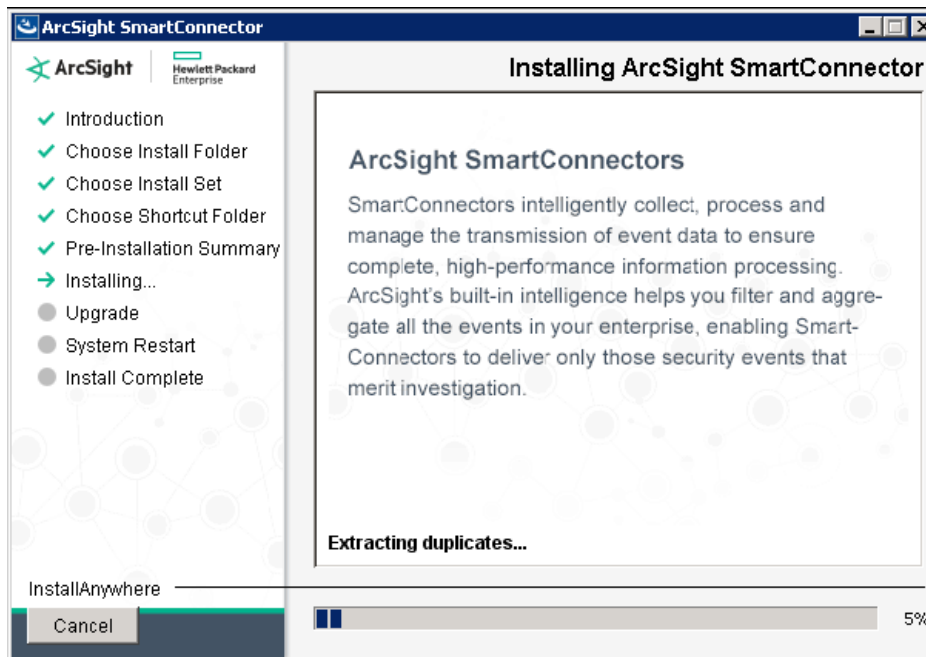 ArcSight SmartConnector
ArcSight
Hewlett Packard
Enterprise
Installing ArcSight SmartConnector
Introduction
Choose Install Folder
Choose Install Set
Choose Shortcut Folder
Pre-Installation Summary
Installing...
Upgrade
System Restart
Install Complete
ArcSight SmartConnectors
SmartConnectors intelligently collect, process and
manage the transmission of event data to ensure
complete, high-performance information processing.
ArcSight's built-in intelligence helps you filter and aggre-
gate all the events in your enterprise, enabling Smart-
Connectors to deliver only those security events that
merit investigation.
Extracting duplicates...
InstallAnywhere
Cancel
5%